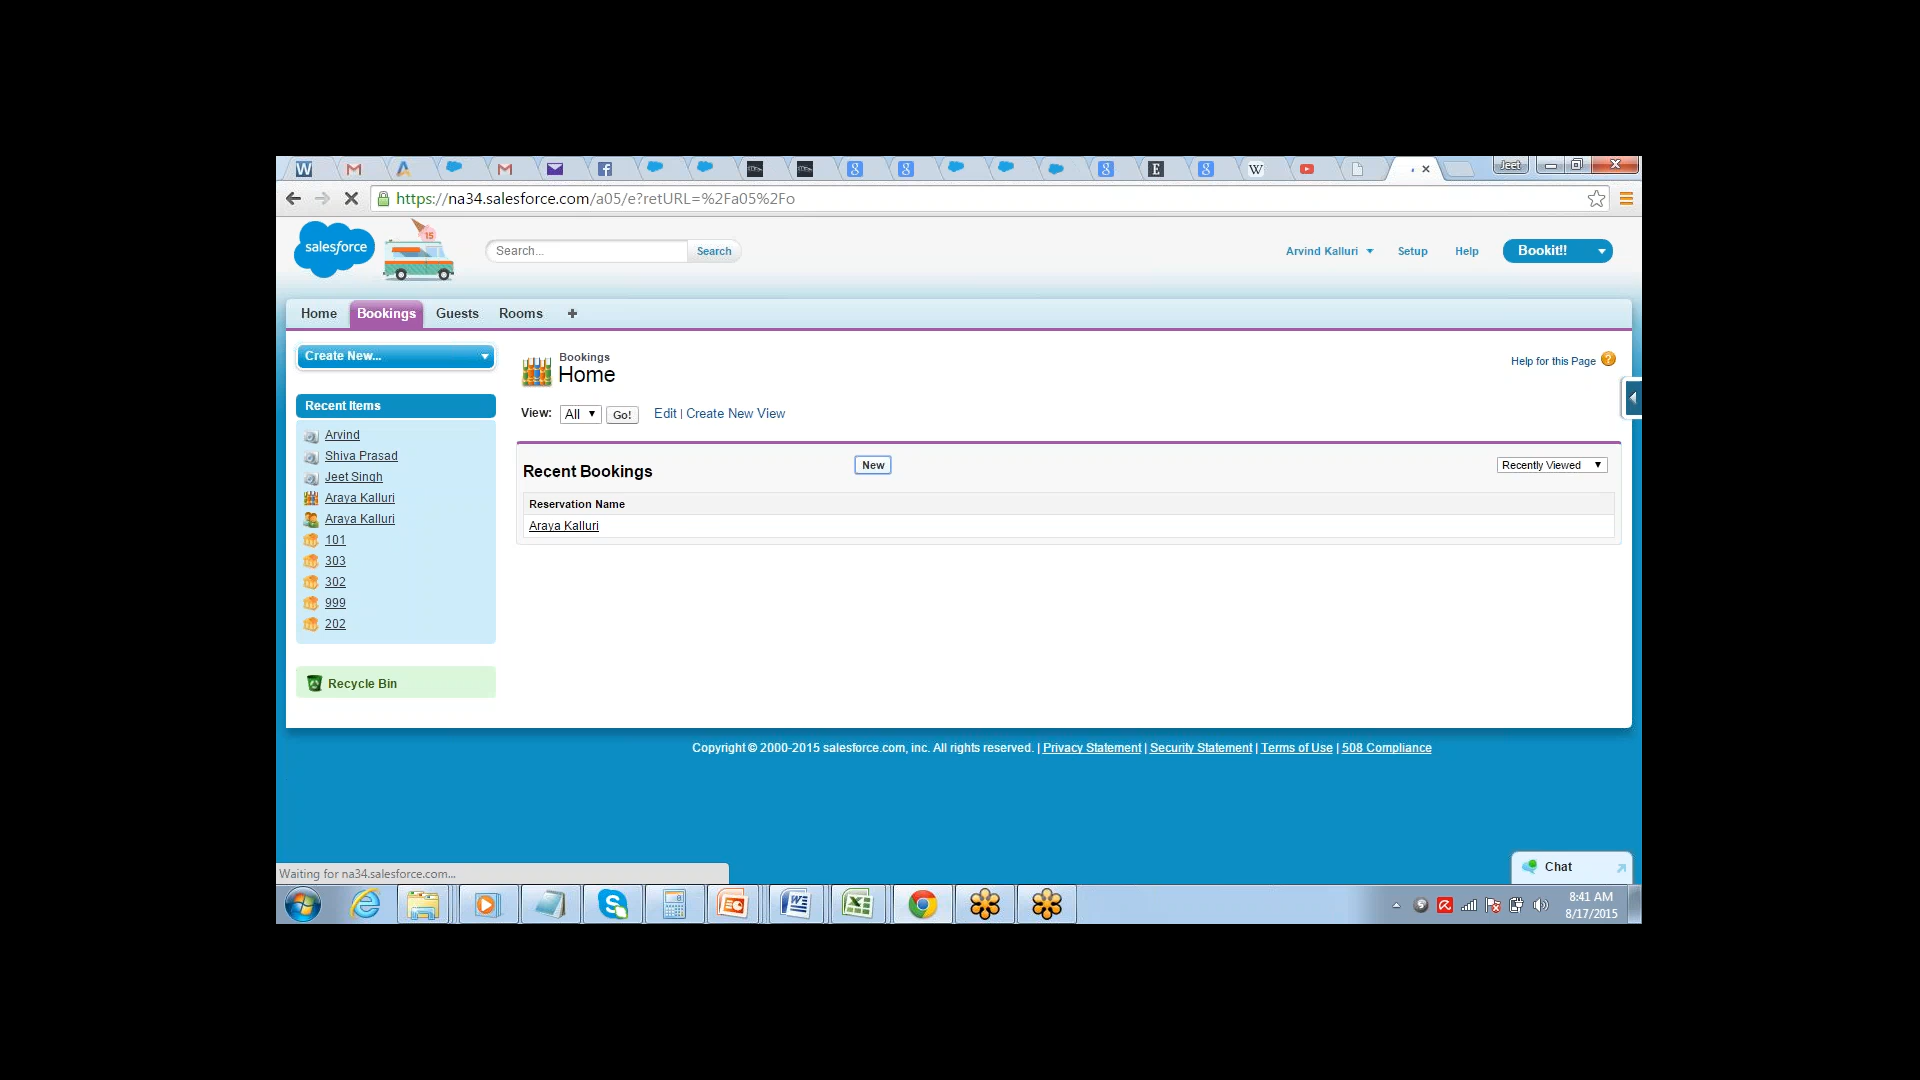 Jeet
https://na34.salesforce.com/a05/e?retURL=%2Fa05%2Fo
salesforce
15
Search...
Search
Arvind Kalluri
Setup
Help
Bookit!!
Home
Bookings
Guests
Rooms
Create New...
Bookings
Home
Help for this Page
View: All Go! Edit | Create New View
Recent Items
Arvind
Shiva Prasad
Jeet Singh
Araya Kalluri
Araya Kalluri
101
303
302
999
202
Recycle Bin
Recent Bookings
New
Recently Viewed
Reservation Name
Araya Kalluri
Copyright © 2000-2015 salesforce.com, inc. All rights reserved. | Privacy Statement | Security Statement | Terms of Use | 508 Compliance
Chat
Waiting for na34.salesforce.com...
8:41 AM
8/17/2015